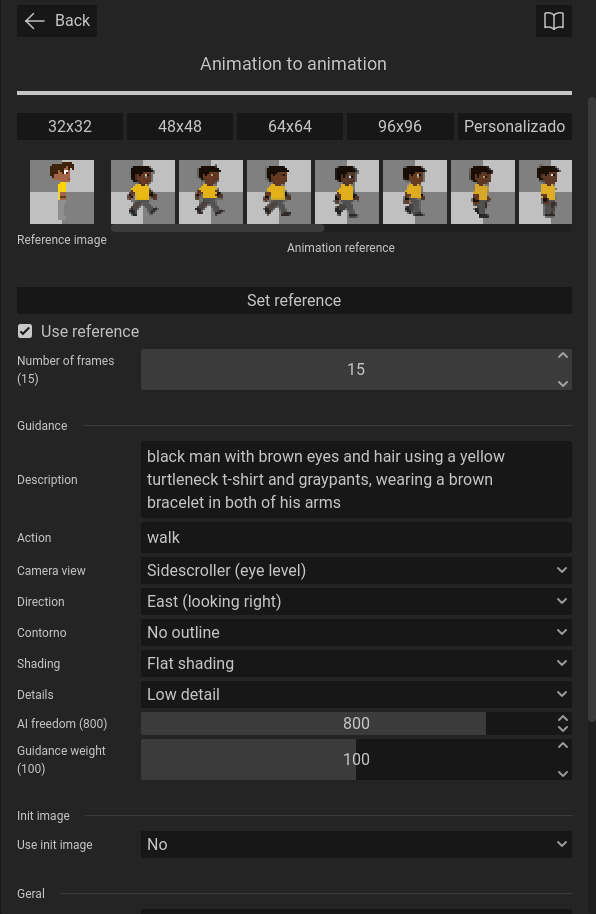 Back
Animation to animation
32x32 48x48 64x64 96x96 Personalizado
Reference image
Animation reference
Set reference
Use reference
Number of frames
(15)
15
Guidance
Description
black man with brown eyes and hair using a yellow
turtleneck t-shirt and graypants, wearing a brown
bracelet in both of his arms
Action walk
Camera view Sidescroller (eye level)
Direction East (looking right)
Contorno No outline
Shading Flat shading
Details Low detail
AI freedom (800) 800
Guidance weight
(100)
100
Init image
Use init image No
Geral